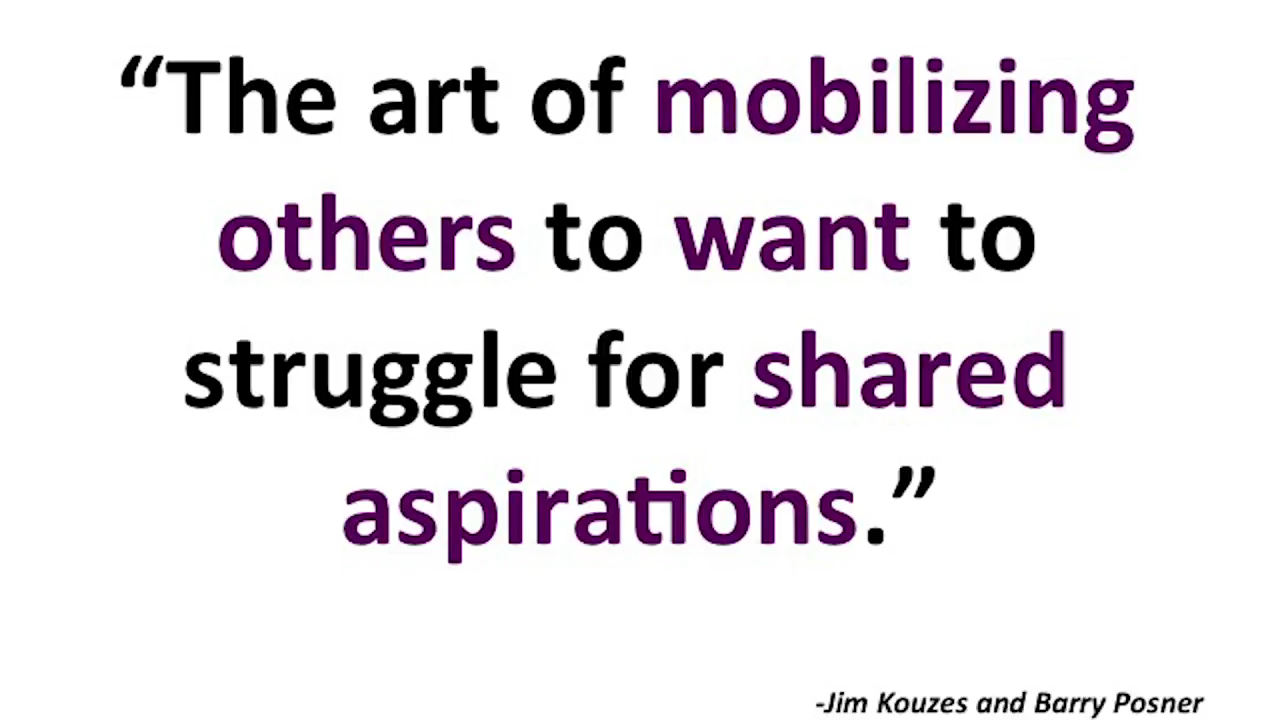 “The art of mobilizing
others to want to
struggle for shared
aspirations.”
-Jim Kouzes and Barry Posner